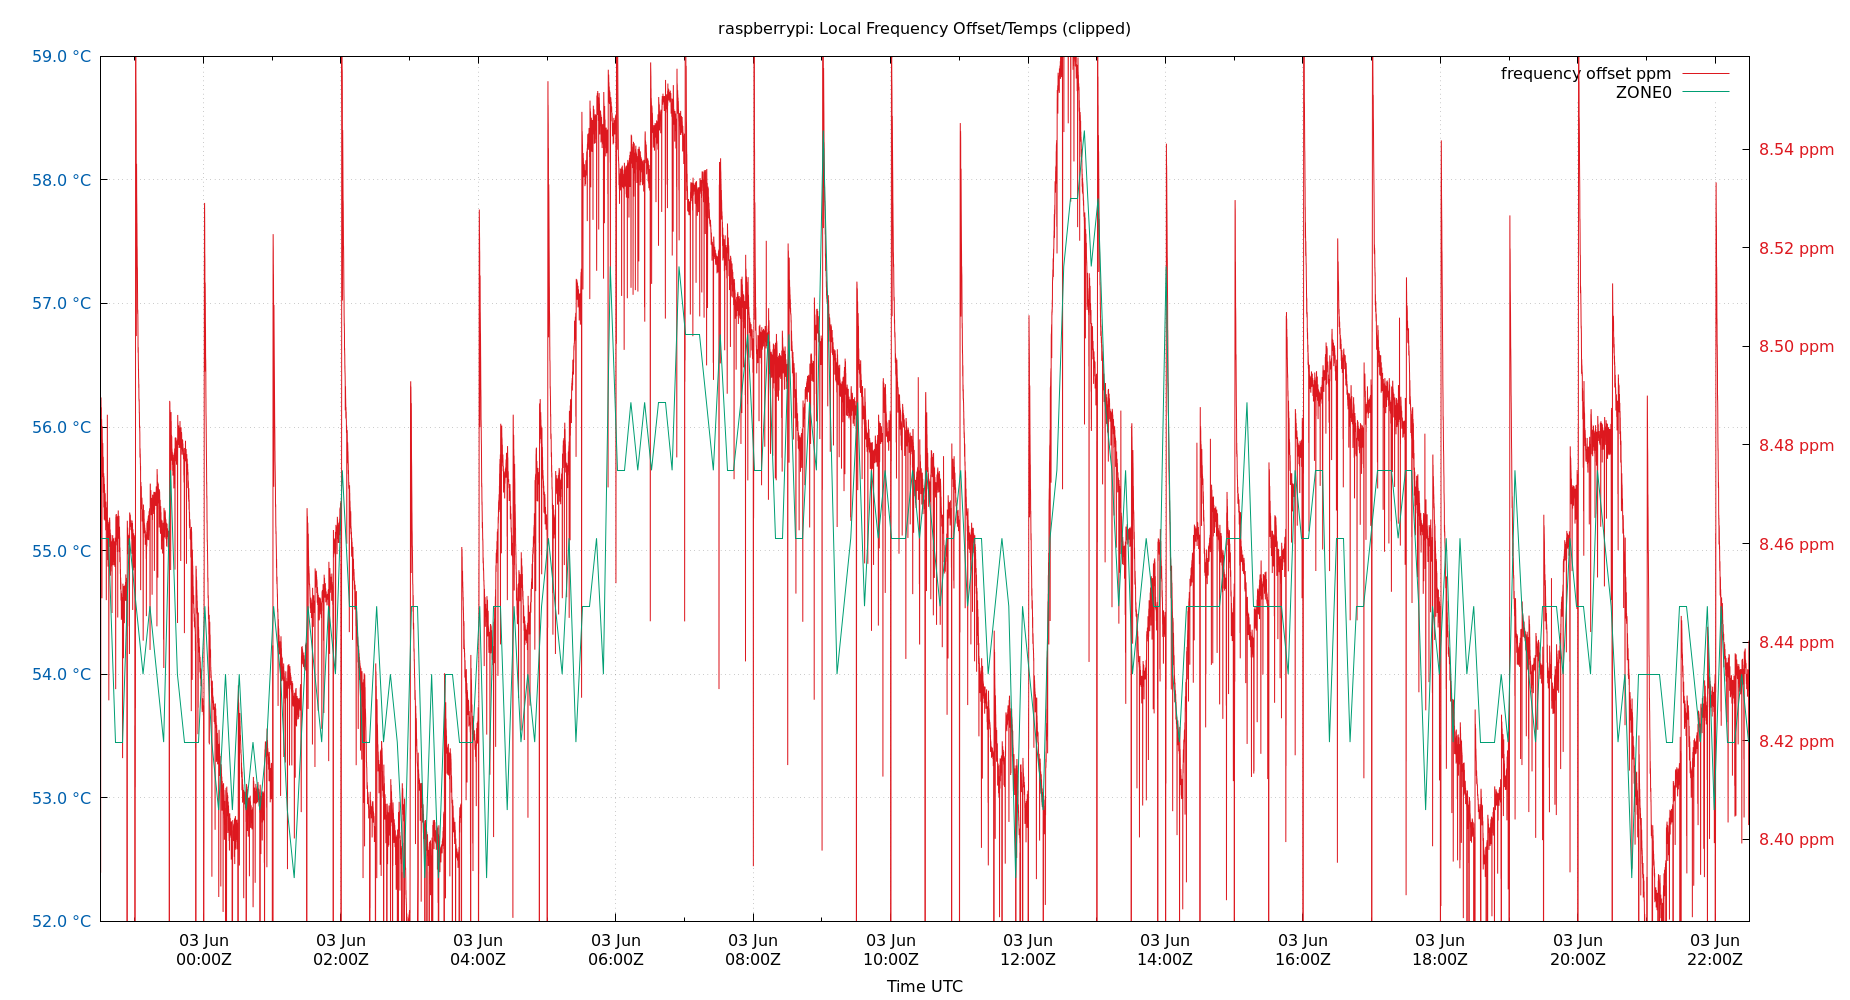 raspberrypi: Local Frequency Offset/Temps (clipped)
59.0 °C
58.0 °C
57.0 °C
56.0 °C
55.0 °C
54.0 °C
53.0 °C
52.0 °C
frequency offset ppm
ZONE0
8.54 ppm
8.52 ppm
8.50 ppm
8.48 ppm
8.46 ppm
8.44 ppm
8.42 ppm
8.40 ppm
03 Jun
00:00Z
03 Jun
02:00Z
03 Jun
04:00Z
03 Jun
06:00Z
03 Jun
08:00Z
03 Jun
10:00Z
03 Jun
12:00Z
03 Jun
14:00Z
03 Jun
16:00Z
03 Jun
18:00Z
03 Jun
20:00Z
03 Jun
22:00Z
Time UTC